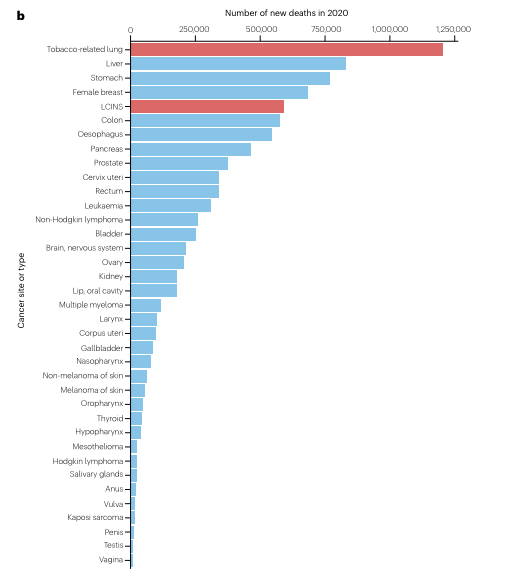 b
Number of new deaths in 2020
0 250,000 500,000 750,000 1,000,000 1,250,000
Tobacco-related lung
Liver
Stomach
Female breast
LCINS
Colon
Oesophagus
Pancreas
Prostate
Cervix uteri
Rectum
Leukaemia
Non-Hodgkin lymphoma
Bladder
Brain, nervous system
Ovary
Kidney
Lip, oral cavity
Multiple myeloma
Larynx
Corpus uteri
Gallbladder
Nasopharynx
Non-melanoma of skin
Melanoma of skin
Oropharynx
Thyroid
Hypopharynx
Mesothelioma
Hodgkin lymphoma
Salivary glands
Anus
Vulva
Kaposi sarcoma
Penis
Testis
Vagina
Cancer site or type